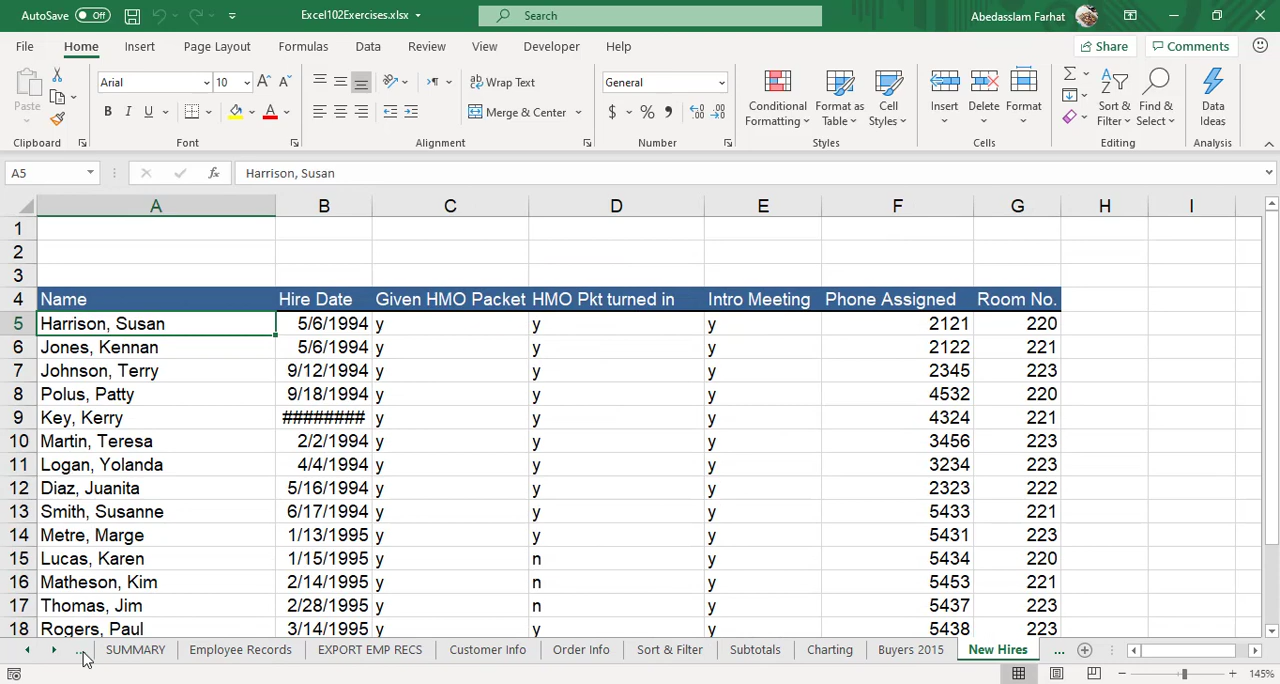 AutoSave Off Excel102Exercises.xlsx Search Abedasslam Farhat
File Home Insert Page Layout Formulas Data Review View Developer Help Share Comments
Paste Arial 10 Wrap Text General Conditional Formatting Format as Table Cell Styles Insert Delete Format Sort & Filter Find & Select Data Ideas
B I U A Merge & Center $ % ,
Clipboard Font Alignment Number Styles Cells Editing Analysis
A5 fx Harrison, Susan
A B C D E F G H I
1
2
3
4 Name Hire Date Given HMO Packet HMO Pkt turned in Intro Meeting Phone Assigned Room No.
5 Harrison, Susan 5/6/1994 y y y 2121 220
6 Jones, Kennan 5/6/1994 y y y 2122 221
7 Johnson, Terry 9/12/1994 y y y 2345 223
8 Polus, Patty 9/18/1994 y y y 4532 220
9 Key, Kerry ######## y y y 4324 221
10 Martin, Teresa 2/2/1994 y y y 3456 223
11 Logan, Yolanda 4/4/1994 y y y 3234 223
12 Diaz, Juanita 5/16/1994 y y y 2323 222
13 Smith, Susanne 6/17/1994 y y y 5433 221
14 Metre, Marge 1/13/1995 y y y 5431 223
15 Lucas, Karen 1/15/1995 y n y 5434 220
16 Matheson, Kim 2/14/1995 y n y 5453 221
17 Thomas, Jim 2/28/1995 y n y 5437 223
18 Rogers, Paul 3/14/1995 y y y 5438 223
... SUMMARY Employee Records EXPORT EMP RECS Customer Info Order Info Sort & Filter Subtotals Charting Buyers 2015 New Hires ...
145%